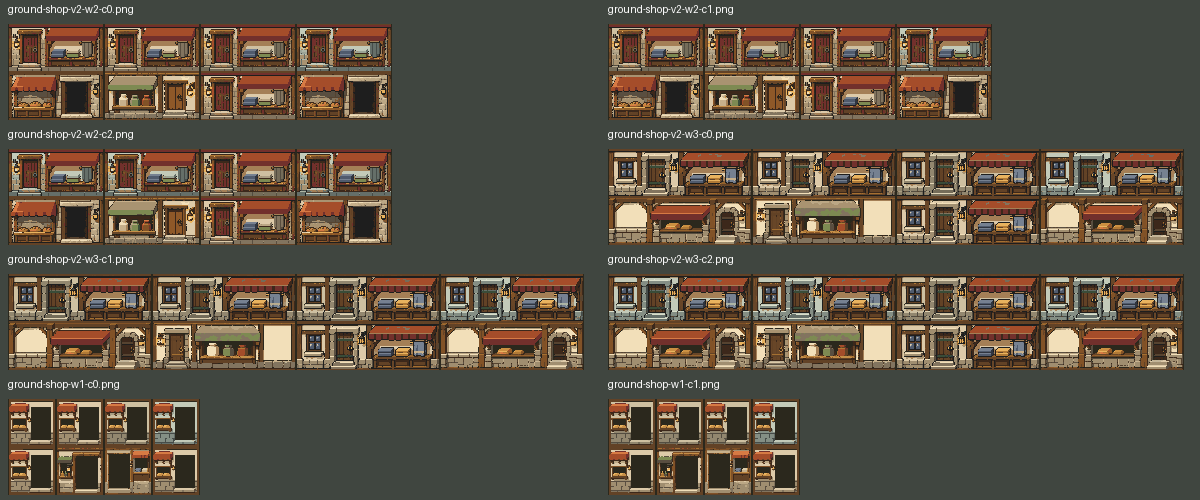 ground-shop-v2-w2-c0.png
ground-shop-v2-w2-c1.png
ground-shop-v2-w2-c2.png
ground-shop-v2-w3-c0.png
ground-shop-v2-w3-c1.png
ground-shop-v2-w3-c2.png
ground-shop-w1-c0.png
ground-shop-w1-c1.png